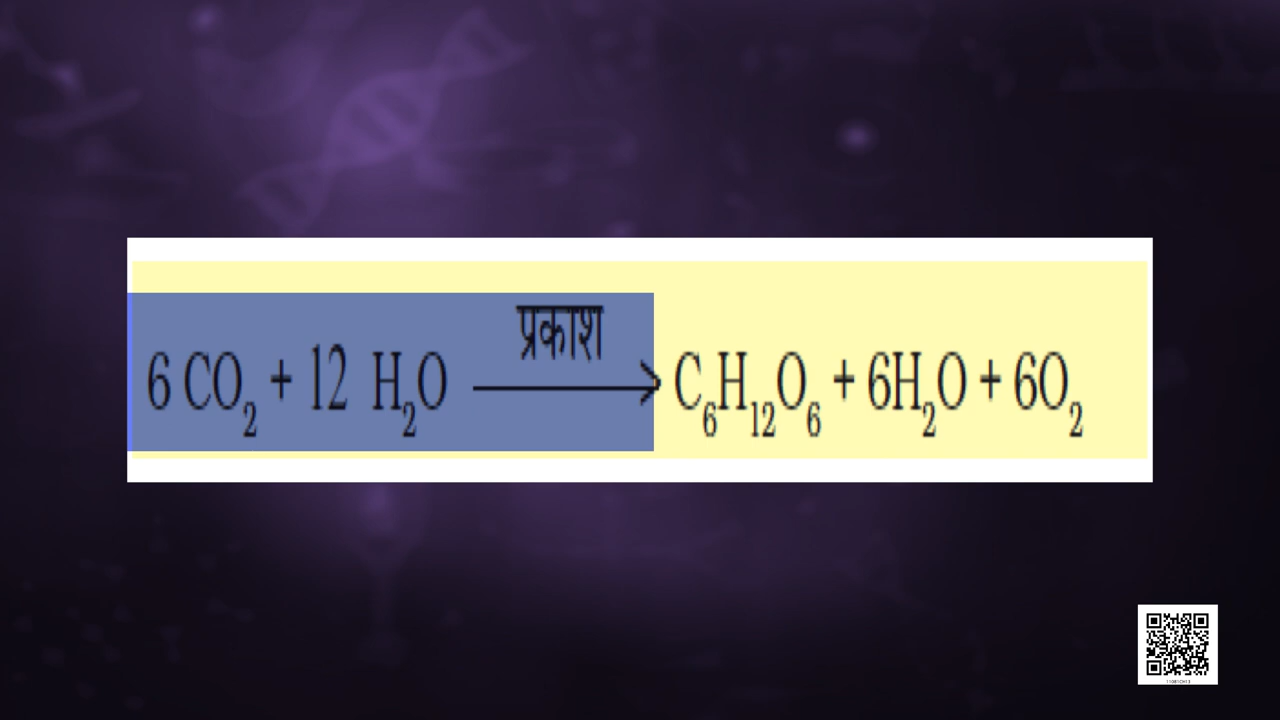 प्रकाश
6 CO₂ + 12 H₂O ⟶ C₆H₁₂O₆ + 6H₂O + 6O₂